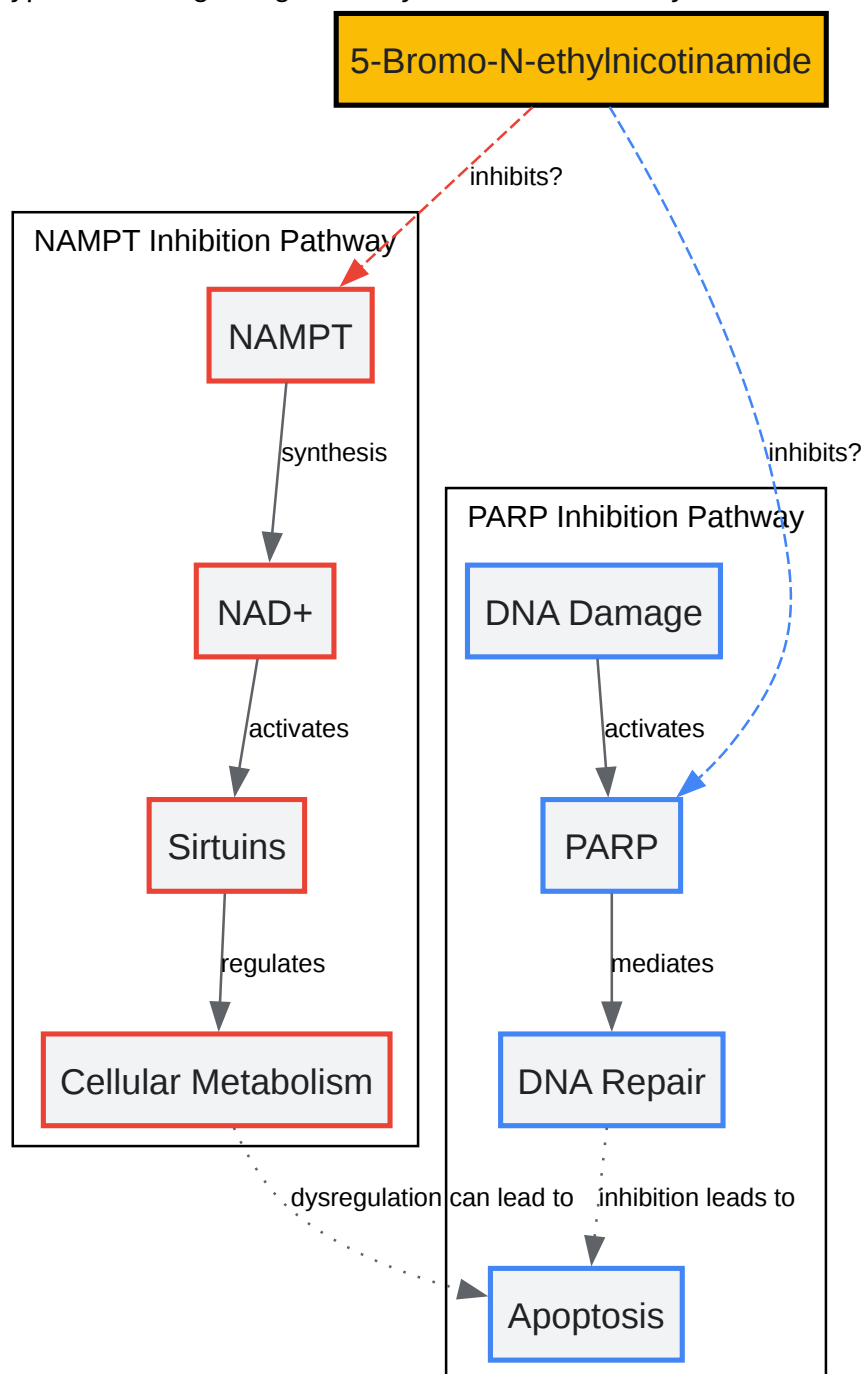 5-Bromo-N-ethylnicotinamide
inhibits?
NAMPT Inhibition Pathway
NAMPT
synthesis
inhibits?
PARP Inhibition Pathway
NAD+
DNA Damage
activates
activates
Sirtuins
PARP
regulates
mediates
Cellular Metabolism
DNA Repair
dysregulation can lead to
inhibition leads to
Apoptosis